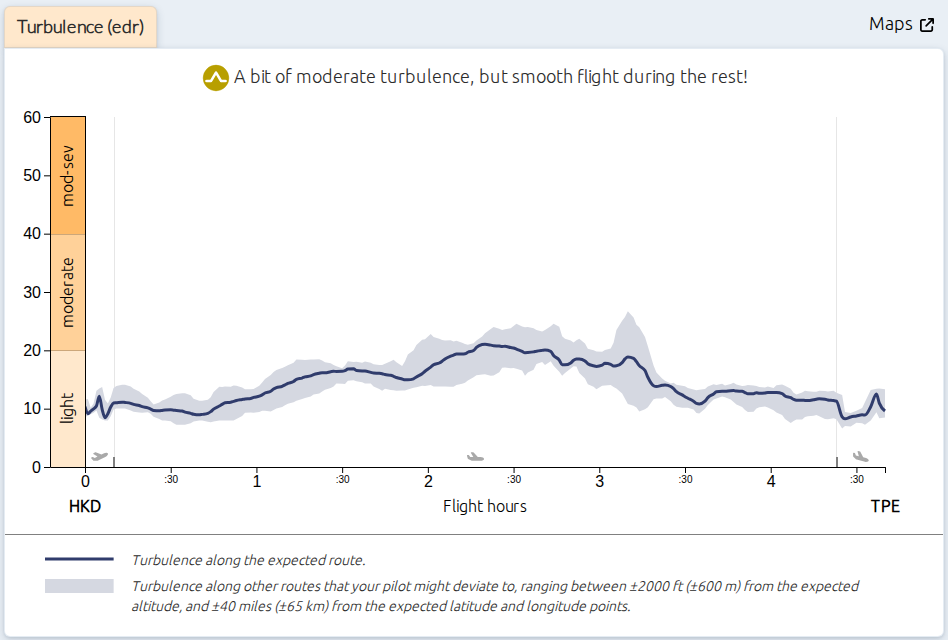 Turbulence (edr)
Maps
A bit of moderate turbulence, but smooth flight during the rest!
60
50
40
30
20
10
0
mod-sev
moderate
light
0
:30
1
:30
2
:30
3
:30
4
:30
HKD
Flight hours
TPE
Turbulence along the expected route.
Turbulence along other routes that your pilot might deviate to, ranging between ±2000 ft (±600 m) from the expected
altitude, and ±40 miles (±65 km) from the expected latitude and longitude points.